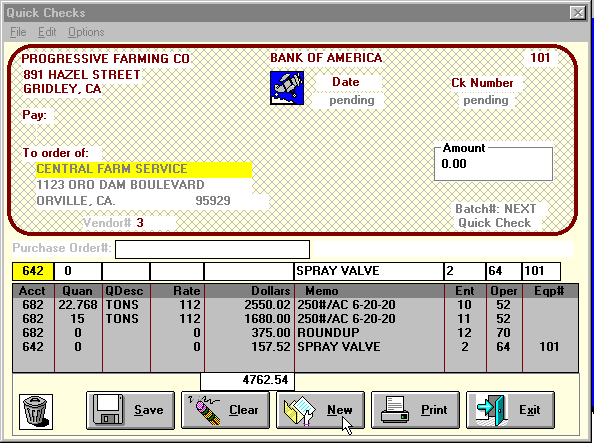 Quick Checks
File Edit Options
PROGRESSIVE FARMING CO BANK OF AMERICA 101
891 HAZEL STREET
GRIDLEY, CA
Date Ck Number
pending pending
Pay:
To order of: Amount
0.00
CENTRAL FARM SERVICE
1123 ORO DAM BOULEVARD
ORVILLE, CA. 95929
Batch#: NEXT
Vendor# 3 Quick Check
Purchase Order#:
642 0 SPRAY VALVE 2 64 101
Acct Quan QDesc Rate Dollars Memo Ent Oper Eqp#
682 22.768 TONS 112 2550.02 250#/AC 6-20-20 10 52
682 15 TONS 112 1680.00 250#/AC 6-20-20 11 52
682 0 0 375.00 ROUNDUP 12 70
642 0 0 157.52 SPRAY VALVE 2 64 101
4762.54
Save Clear New Print Exit